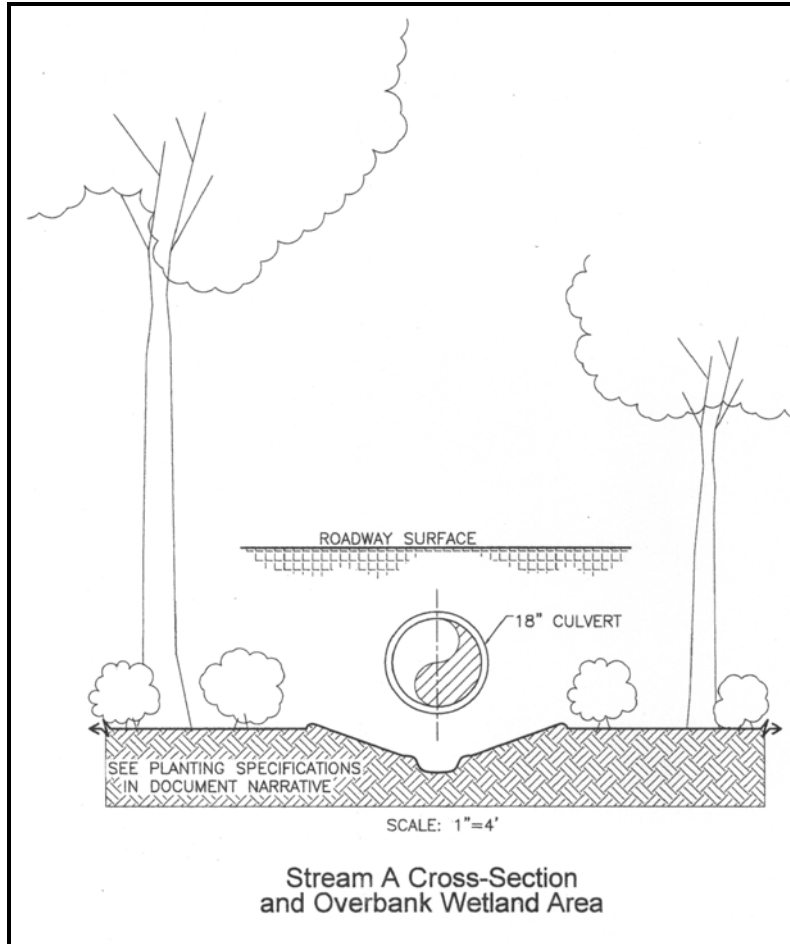 ROADWAY SURFACE
18" CULVERT
SEE PLANTING SPECIFICATIONS
IN DOCUMENT NARRATIVE
SCALE: 1"=4'
Stream A Cross-Section
and Overbank Wetland Area